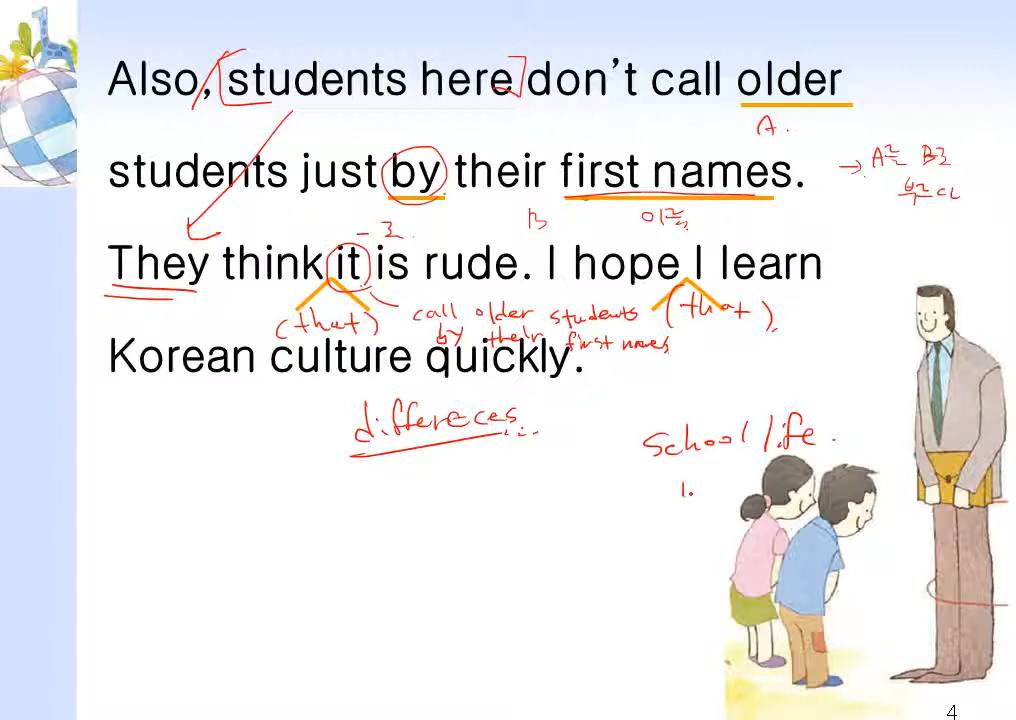 Also, students here don't call older
A.
students just by their first names.
→ A를 B로
부르다
B 이름.
-로.
They think it is rude. I hope I learn
(that) call older students (that).
by their first names
Korean culture quickly.
differeces...
School life.
1.
4